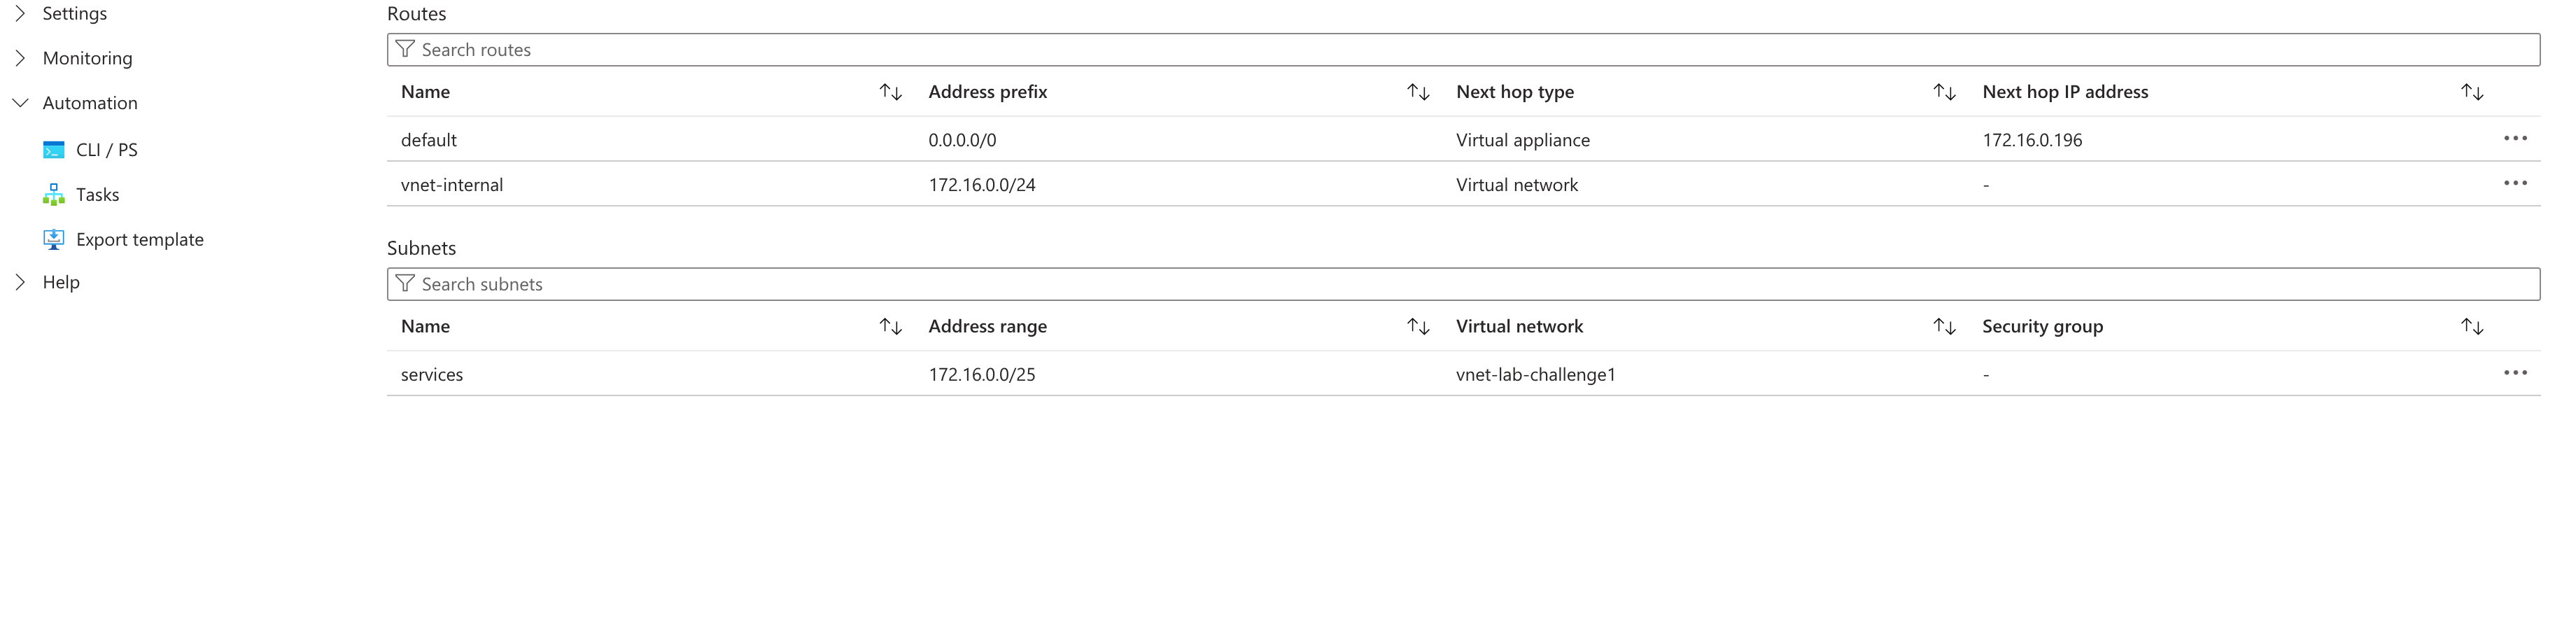 Settings
Monitoring
Automation
CLI / PS
Tasks
Export template
Help
Routes
Search routes
Name Address prefix Next hop type Next hop IP address
default 0.0.0.0/0 Virtual appliance 172.16.0.196
vnet-internal 172.16.0.0/24 Virtual network -
Subnets
Search subnets
Name Address range Virtual network Security group
services 172.16.0.0/25 vnet-lab-challenge1 -